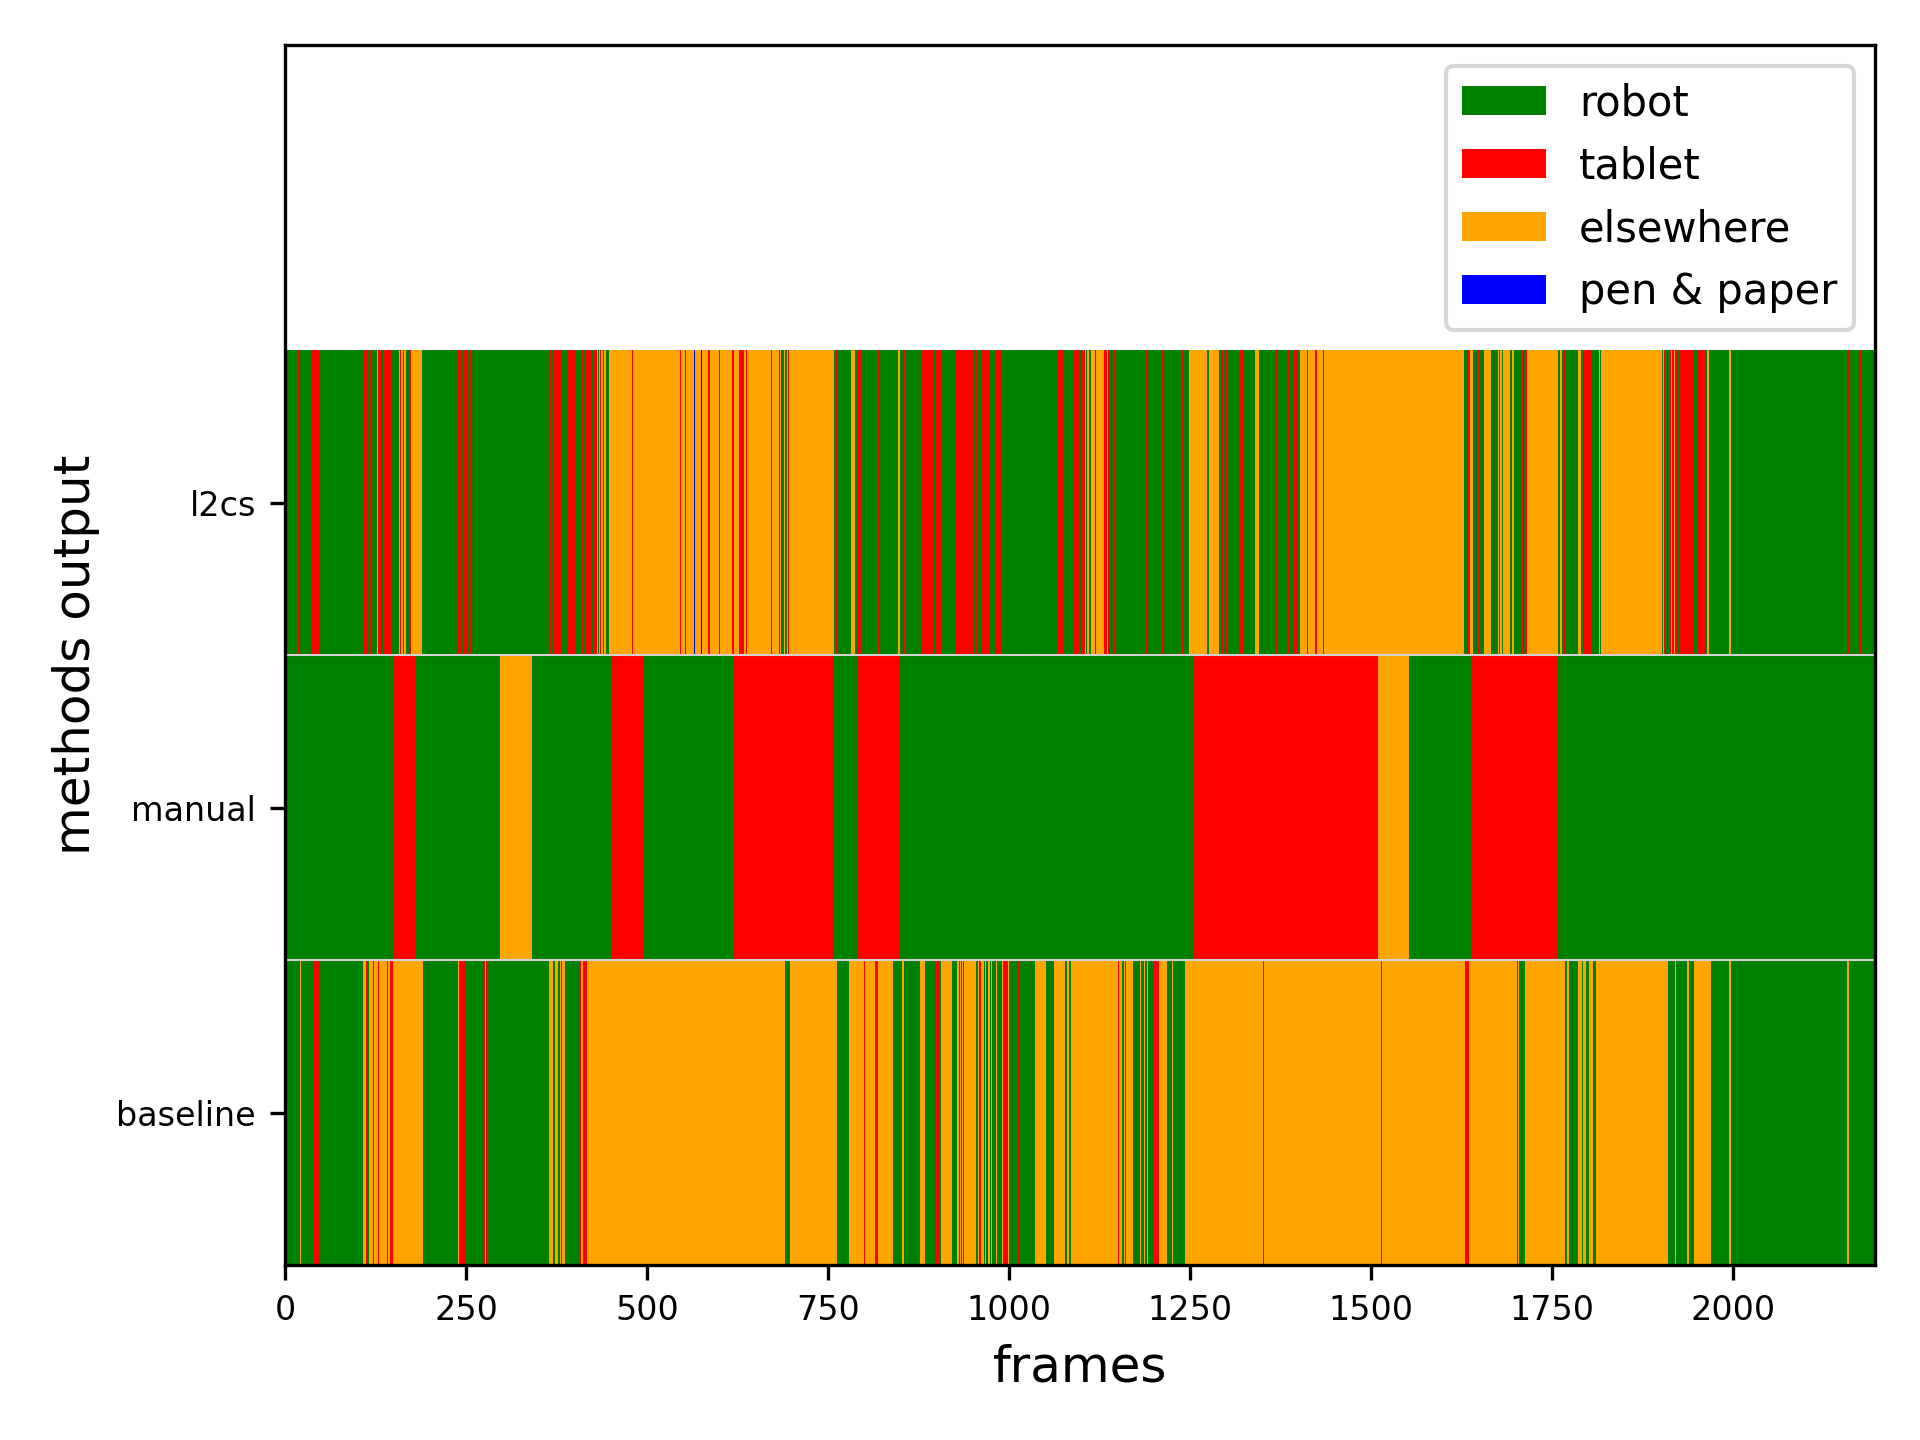 robot
tablet
elsewhere
pen & paper
methods output
l2cs
manual
baseline
0 250 500 750 1000 1250 1500 1750 2000
frames